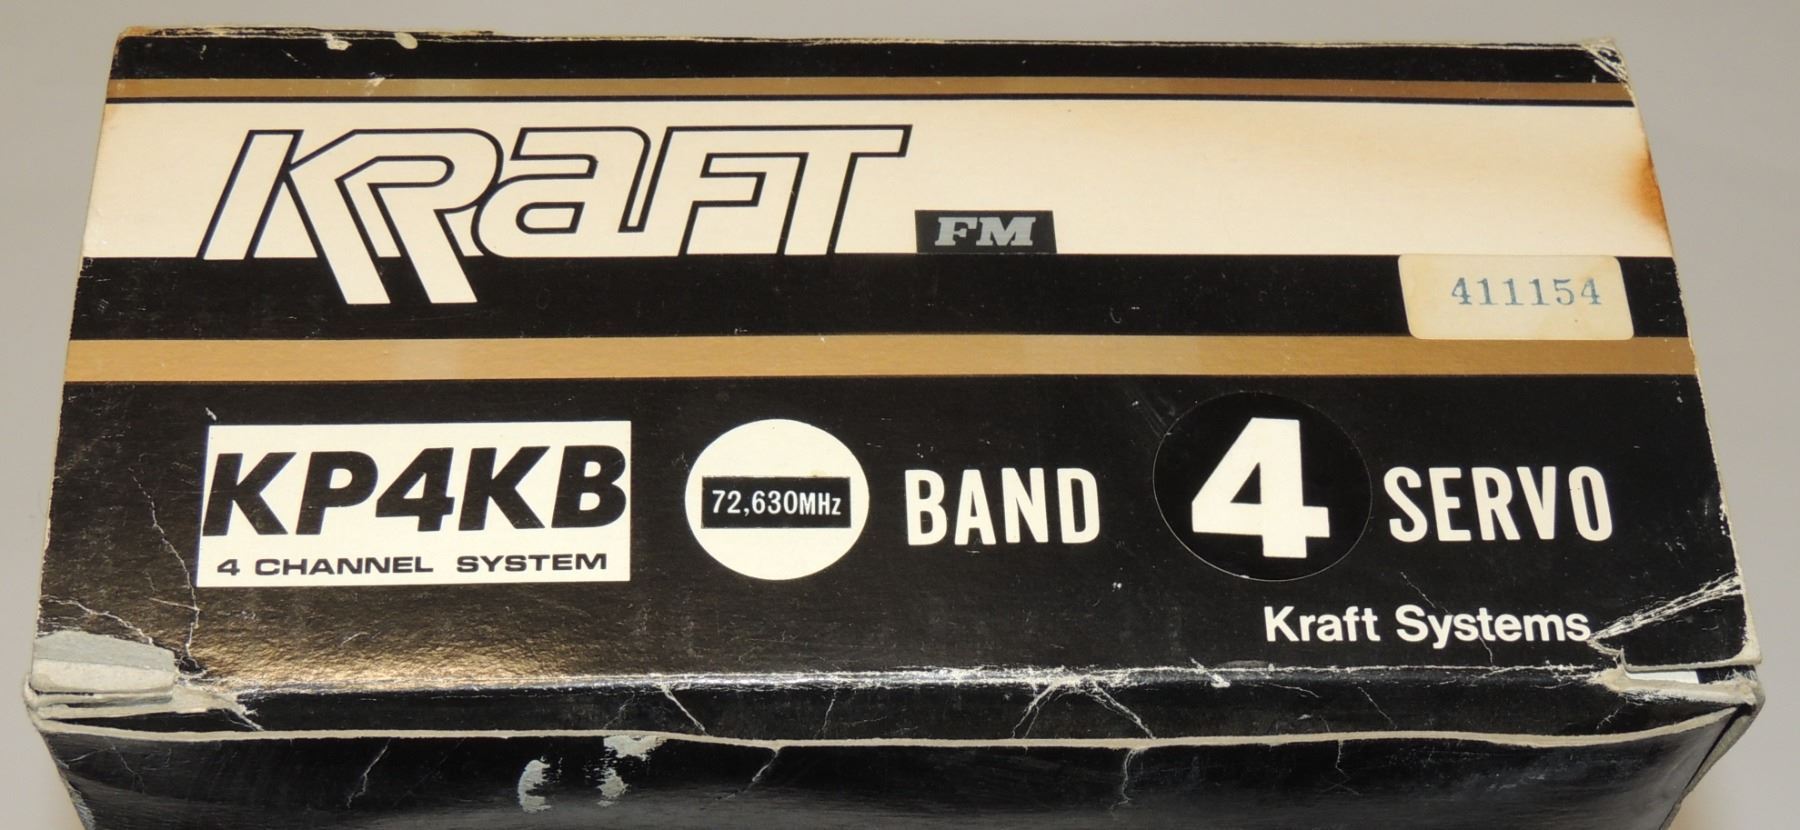 KRAFT
FM
411154
KP4KB
4 CHANNEL SYSTEM
72,630MHz
BAND
4
SERVO
Kraft Systems